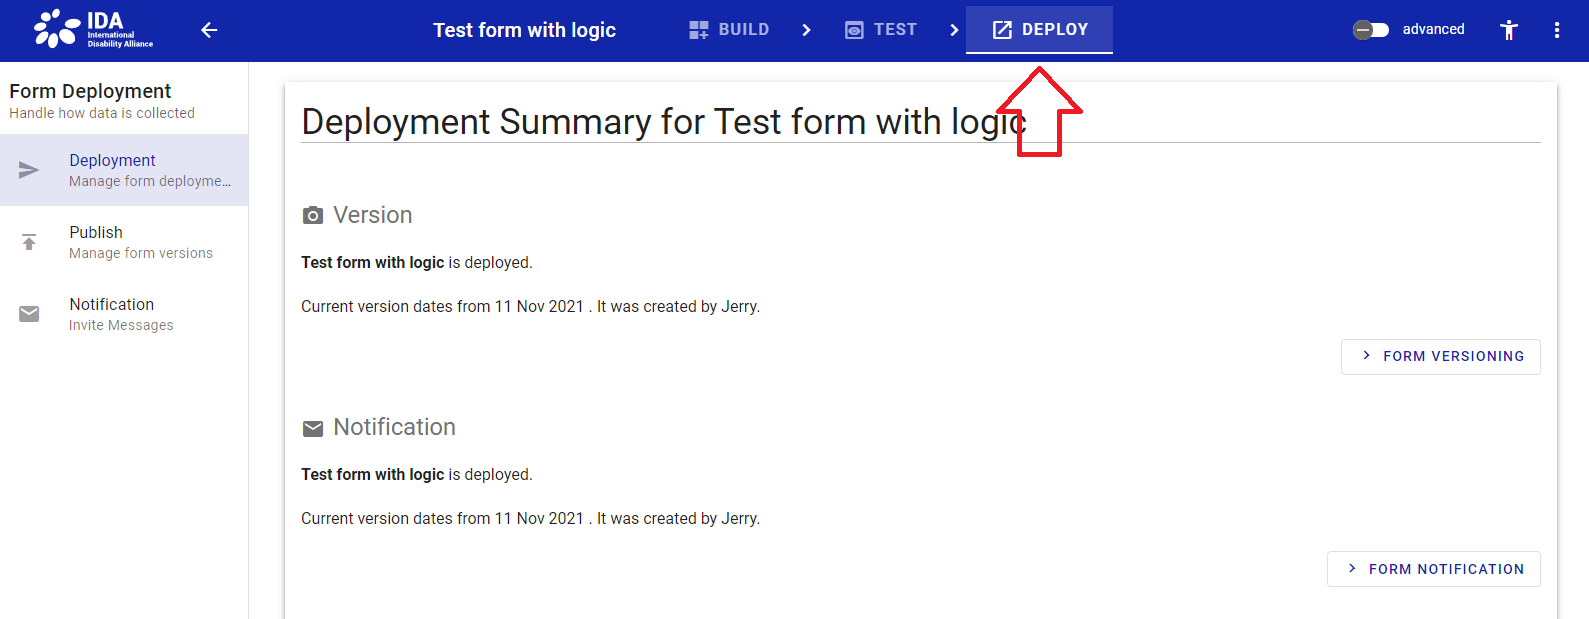 IDA
International
Disability Alliance
Test form with logic
BUILD
TEST
DEPLOY
advanced
Form Deployment
Handle how data is collected
Deployment
Manage form deployme...
Publish
Manage form versions
Notification
Invite Messages
Deployment Summary for Test form with logic
Version
Test form with logic is deployed.
Current version dates from 11 Nov 2021 . It was created by Jerry.
FORM VERSIONING
Notification
Test form with logic is deployed.
Current version dates from 11 Nov 2021 . It was created by Jerry.
FORM NOTIFICATION